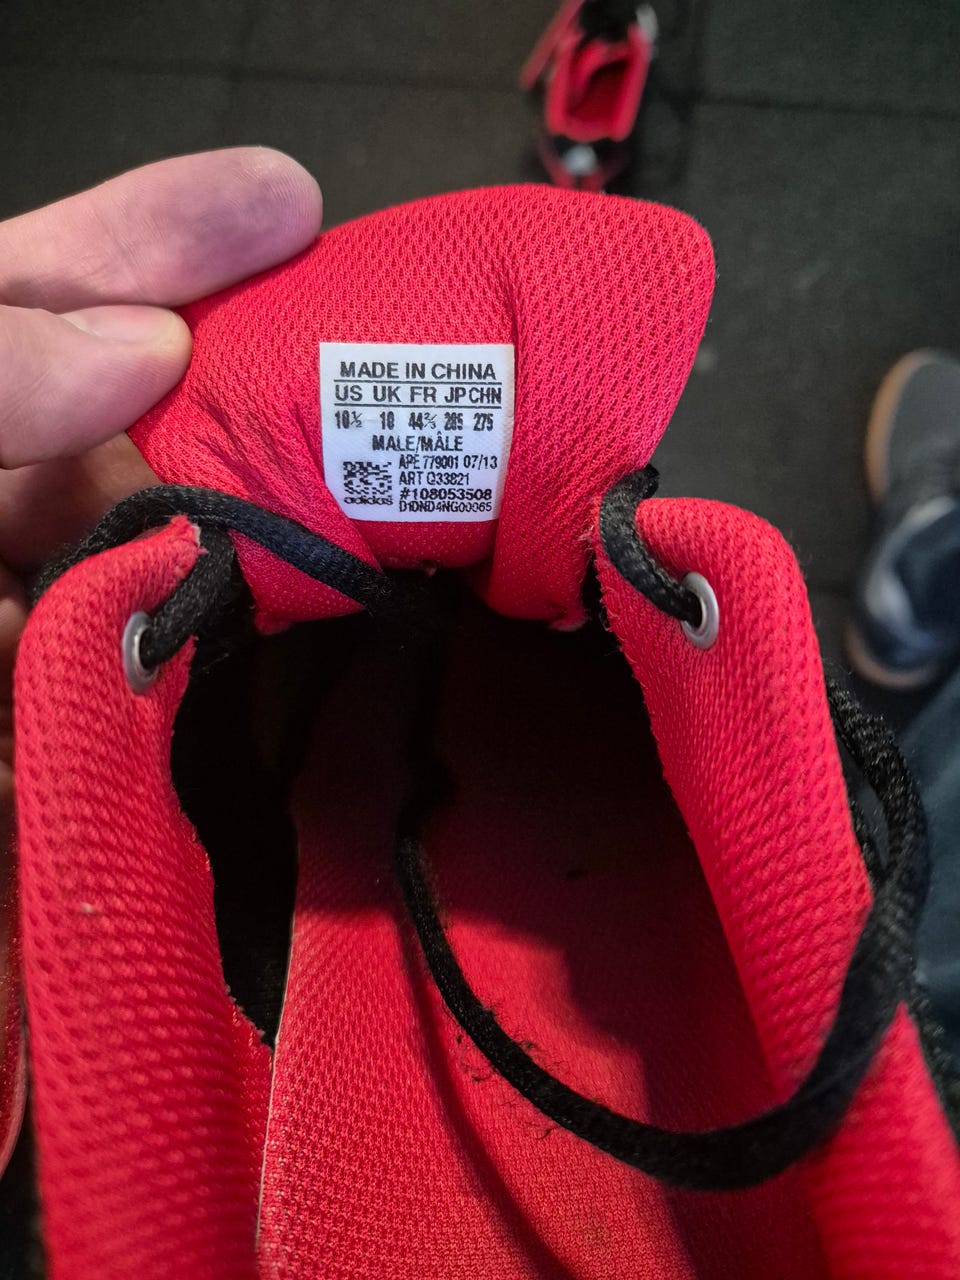 MADE IN CHINA
US UK FR JP CHN
10½ 10 44⅔ 285 275
MALE/MÂLE
APE 779001 07/13
ART Q33821
#108053508
adidas D1DND4NG00065